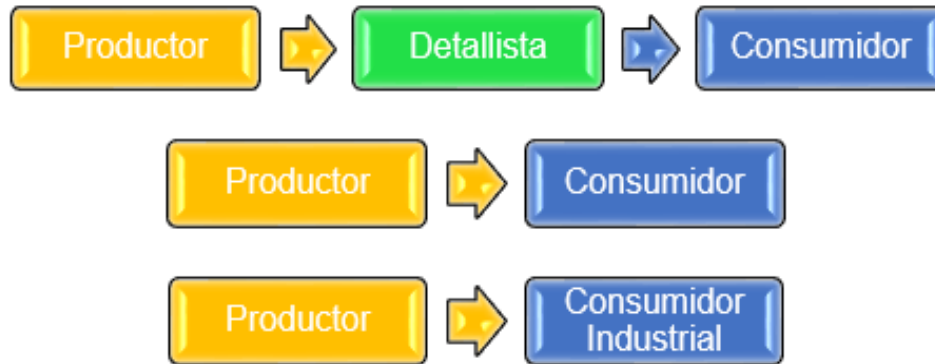 Productor Detallista Consumidor
Productor Consumidor
Productor Consumidor
Industrial